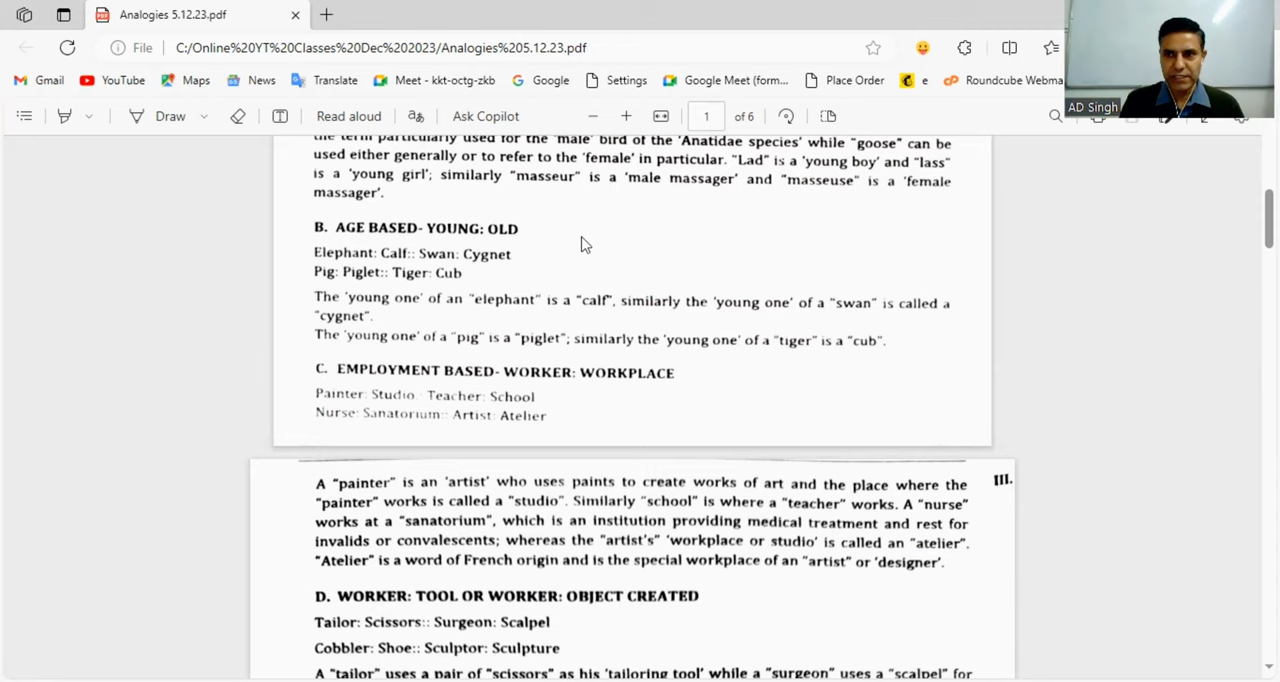 Analogies 5.12.23.pdf
File C:/Online%20YT%20Classes%20Dec%202023/Analogies%205.12.23.pdf
Gmail YouTube Maps News Translate Meet - kkt-octg-zkb Google Settings Google Meet (form... Place Order e Roundcube Webma
AD Singh
Draw Read aloud Ask Copilot 1 of 6
the term particularly used for the 'male' bird of the 'Anatidae species' while "goose" can be
used either generally or to refer to the 'female' in particular. "Lad" is a 'young boy' and "lass"
is a 'young girl'; similarly "masseur" is a 'male massager' and "masseuse" is a 'female
massager'.
B. AGE BASED- YOUNG: OLD
Elephant: Calf:: Swan: Cygnet
Pig: Piglet:: Tiger: Cub
The 'young one' of an "elephant" is a "calf", similarly the 'young one' of a "swan" is called a
"cygnet".
The 'young one' of a "pig" is a "piglet"; similarly the 'young one' of a "tiger" is a "cub".
C. EMPLOYMENT BASED- WORKER: WORKPLACE
Painter: Studio:: Teacher: School
Nurse: Sanatorium:: Artist: Atelier
A "painter" is an 'artist' who uses paints to create works of art and the place where the
"painter" works is called a "studio". Similarly "school" is where a "teacher" works. A "nurse"
works at a "sanatorium", which is an institution providing medical treatment and rest for
invalids or convalescents; whereas the "artist's" 'workplace or studio' is called an "atelier".
"Atelier" is a word of French origin and is the special workplace of an "artist" or 'designer'.
III.
D. WORKER: TOOL OR WORKER: OBJECT CREATED
Tailor: Scissors:: Surgeon: Scalpel
Cobbler: Shoe:: Sculptor: Sculpture
A "tailor" uses a pair of "scissors" as his 'tailoring tool' while a "surgeon" uses a "scalpel" for